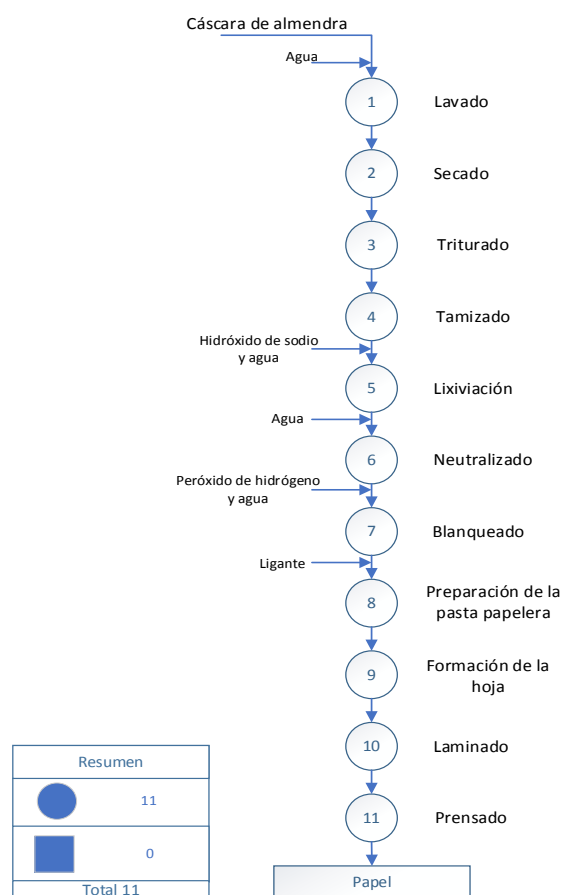 Cáscara de almendra
Agua
1 Lavado
2 Secado
3 Triturado
4 Tamizado
Hidróxido de sodio
y agua
5 Lixiviación
Agua
6 Neutralizado
Peróxido de hidrógeno
y agua
7 Blanqueado
Ligante
8 Preparación de la
pasta papelera
9 Formación de la
hoja
10 Laminado
11 Prensado
Papel
Resumen
11
0
Total 11